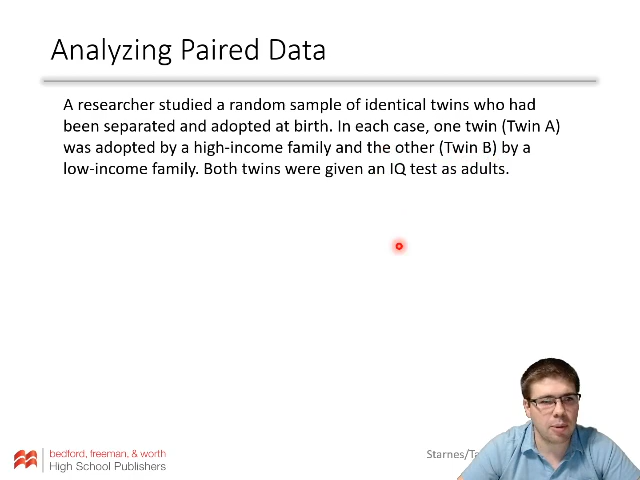 Analyzing Paired Data
A researcher studied a random sample of identical twins who had
been separated and adopted at birth. In each case, one twin (Twin A)
was adopted by a high-income family and the other (Twin B) by a
low-income family. Both twins were given an IQ test as adults.
bedford, freeman, & worth
High School Publishers
Starnes/